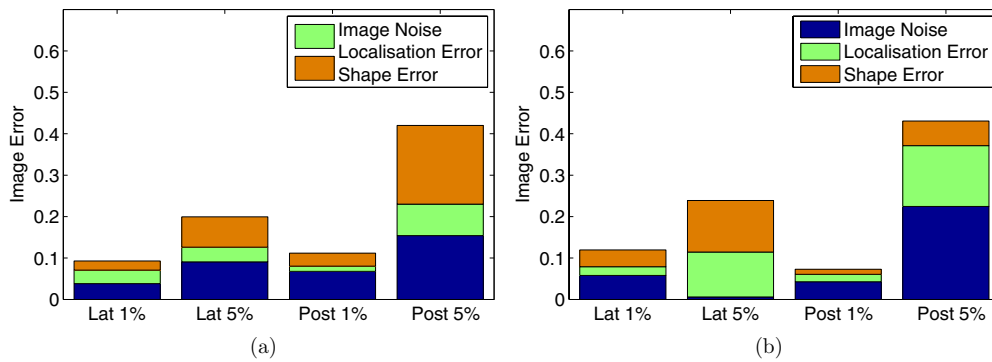 0.6
0.5
0.4
0.3
0.2
0.1
0
Image Error
Image Noise
Localisation Error
Shape Error
Lat 1% Lat 5% Post 1% Post 5%
(a)
0.6
0.5
0.4
0.3
0.2
0.1
0
Image Error
Image Noise
Localisation Error
Shape Error
Lat 1% Lat 5% Post 1% Post 5%
(b)